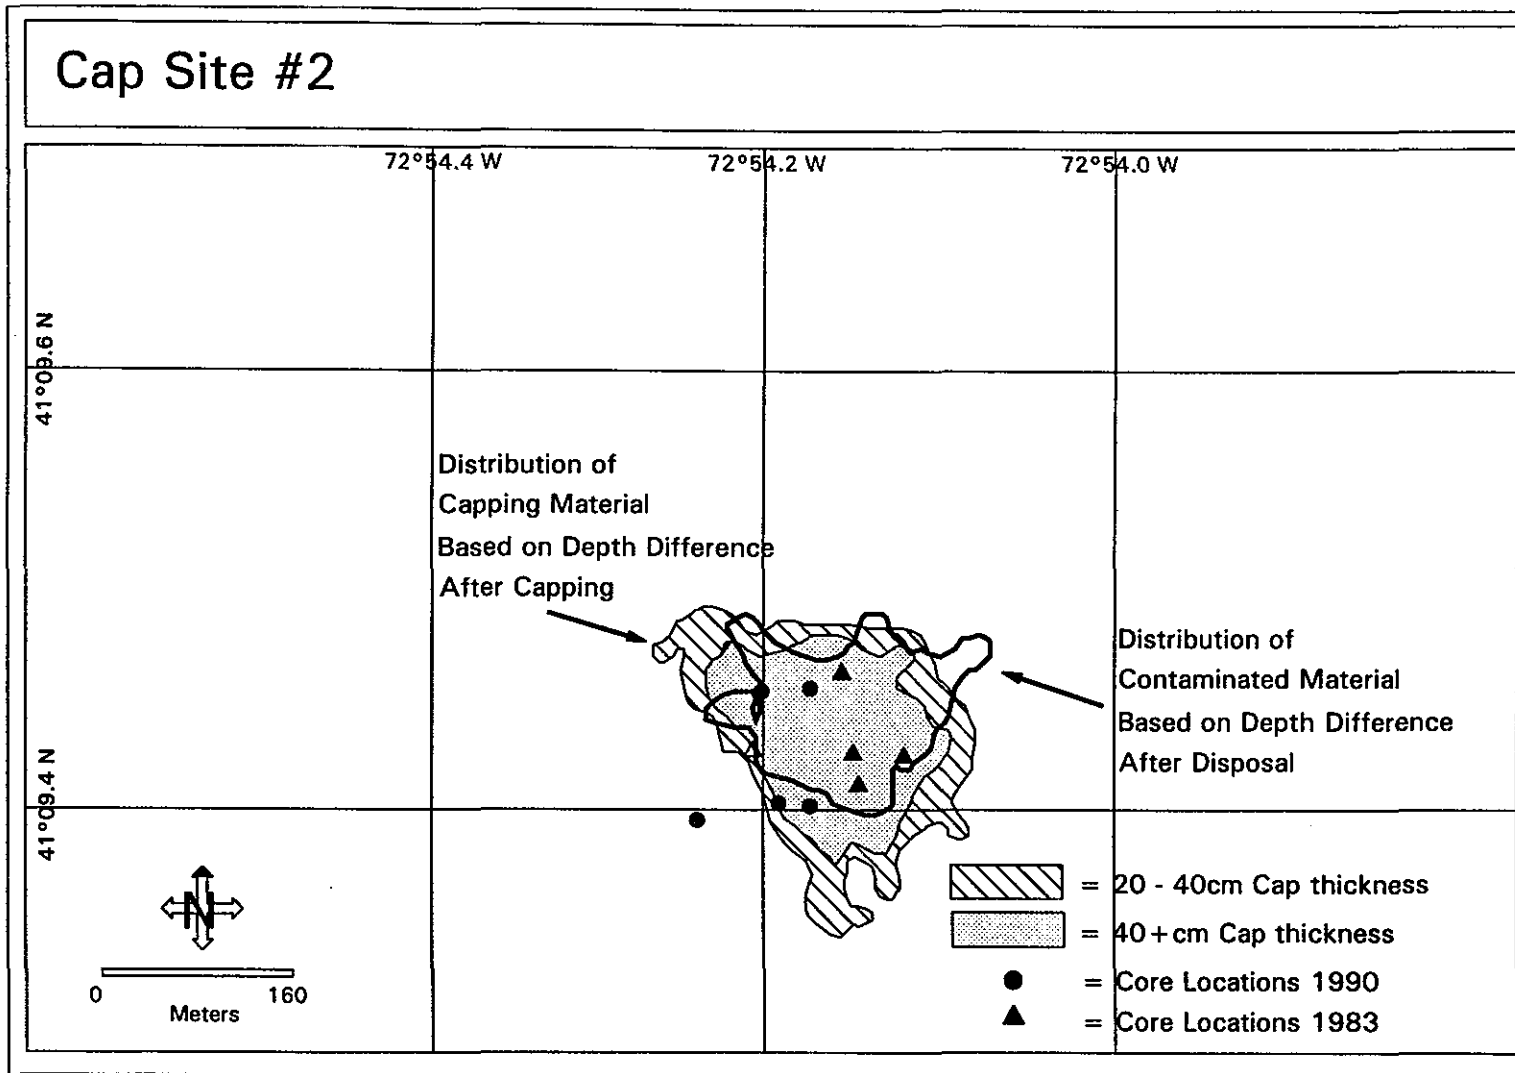 Cap Site #2
72°54.4 W
72°54.2 W
72°54.0 W
41°09.6 N
Distribution of
Capping Material
Based on Depth Difference
After Capping
Distribution of
Contaminated Material
Based on Depth Difference
After Disposal
41°09.4 N
N
0 160
Meters
= 20 - 40cm Cap thickness
= 40+cm Cap thickness
= Core Locations 1990
= Core Locations 1983